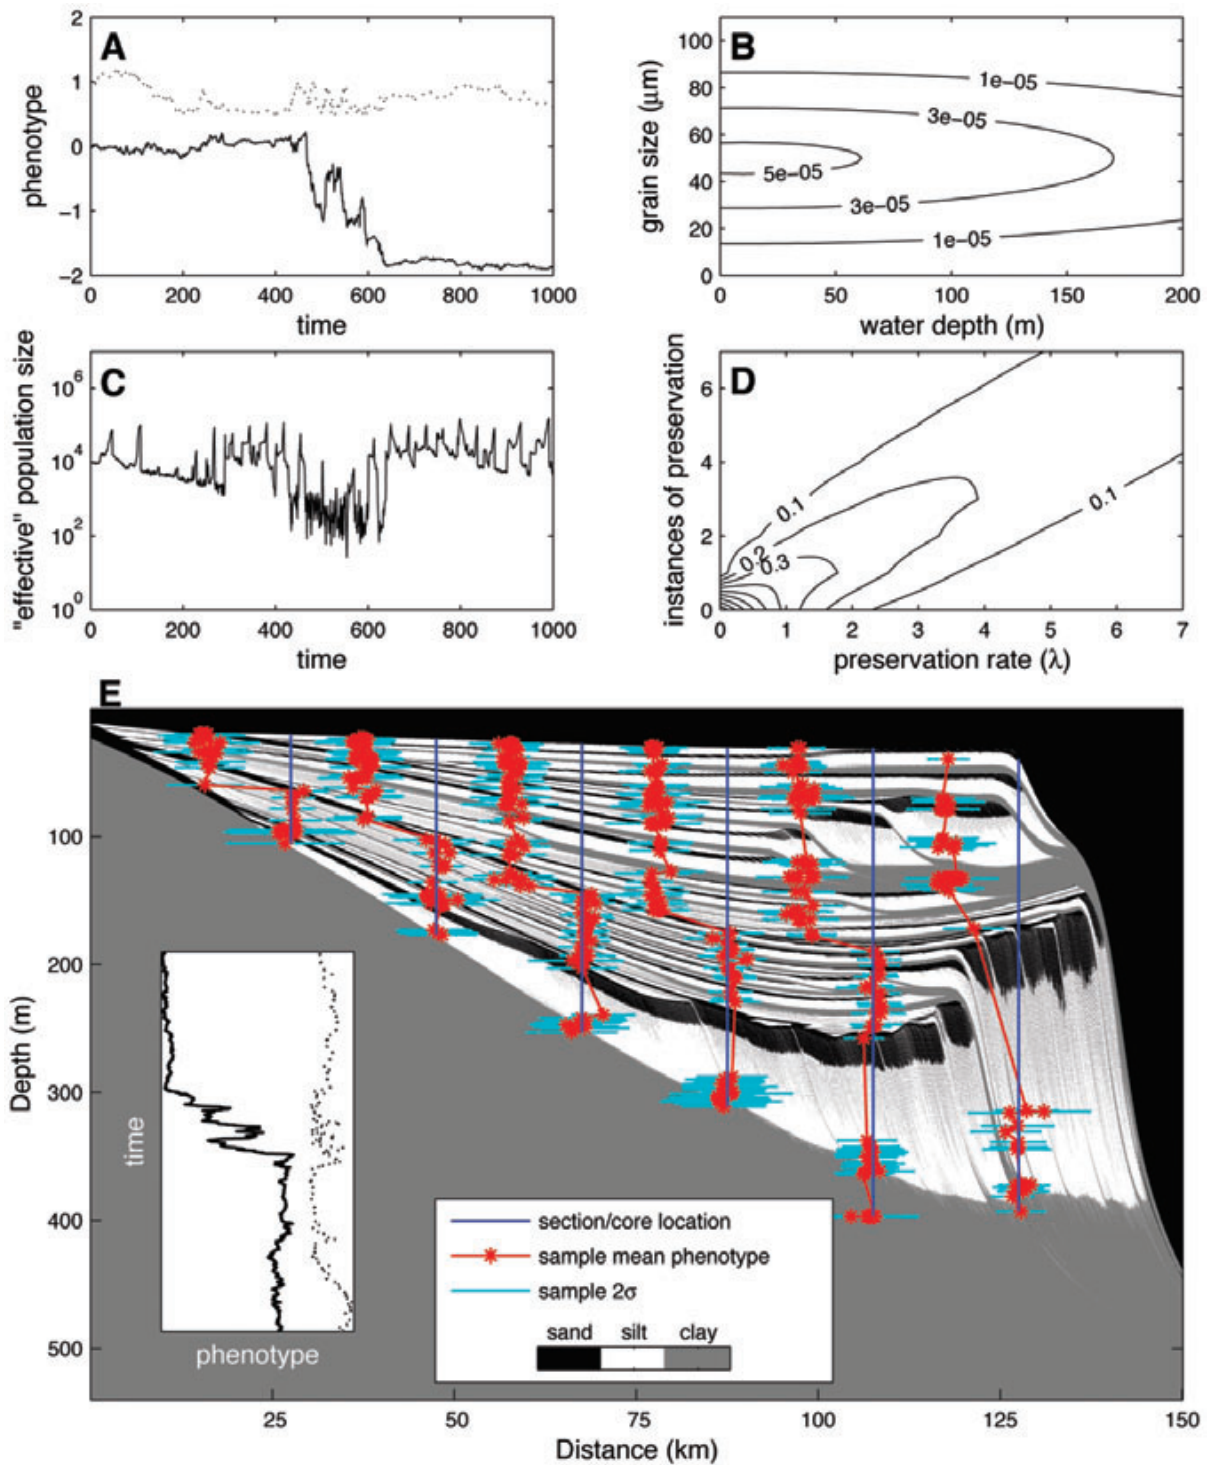 A
2
1
0
−1
−2
phenotype
0 200 400 600 800 1000
time
B
100
80
60
40
20
0
grain size (μm)
1e−05
3e−05
5e−05
3e−05
1e−05
0 50 100 150 200
water depth (m)
C
10^6
10^4
10^2
10^0
"effective" population size
0 200 400 600 800 1000
time
D
6
4
2
0
instances of preservation
0.1
0.1
0.2
0.3
0 1 2 3 4 5 6 7
preservation rate (λ)
E
100
200
300
400
500
Depth (m)
time
phenotype
section/core location
sample mean phenotype
sample 2σ
sand silt clay
25 50 75 100 125 150
Distance (km)